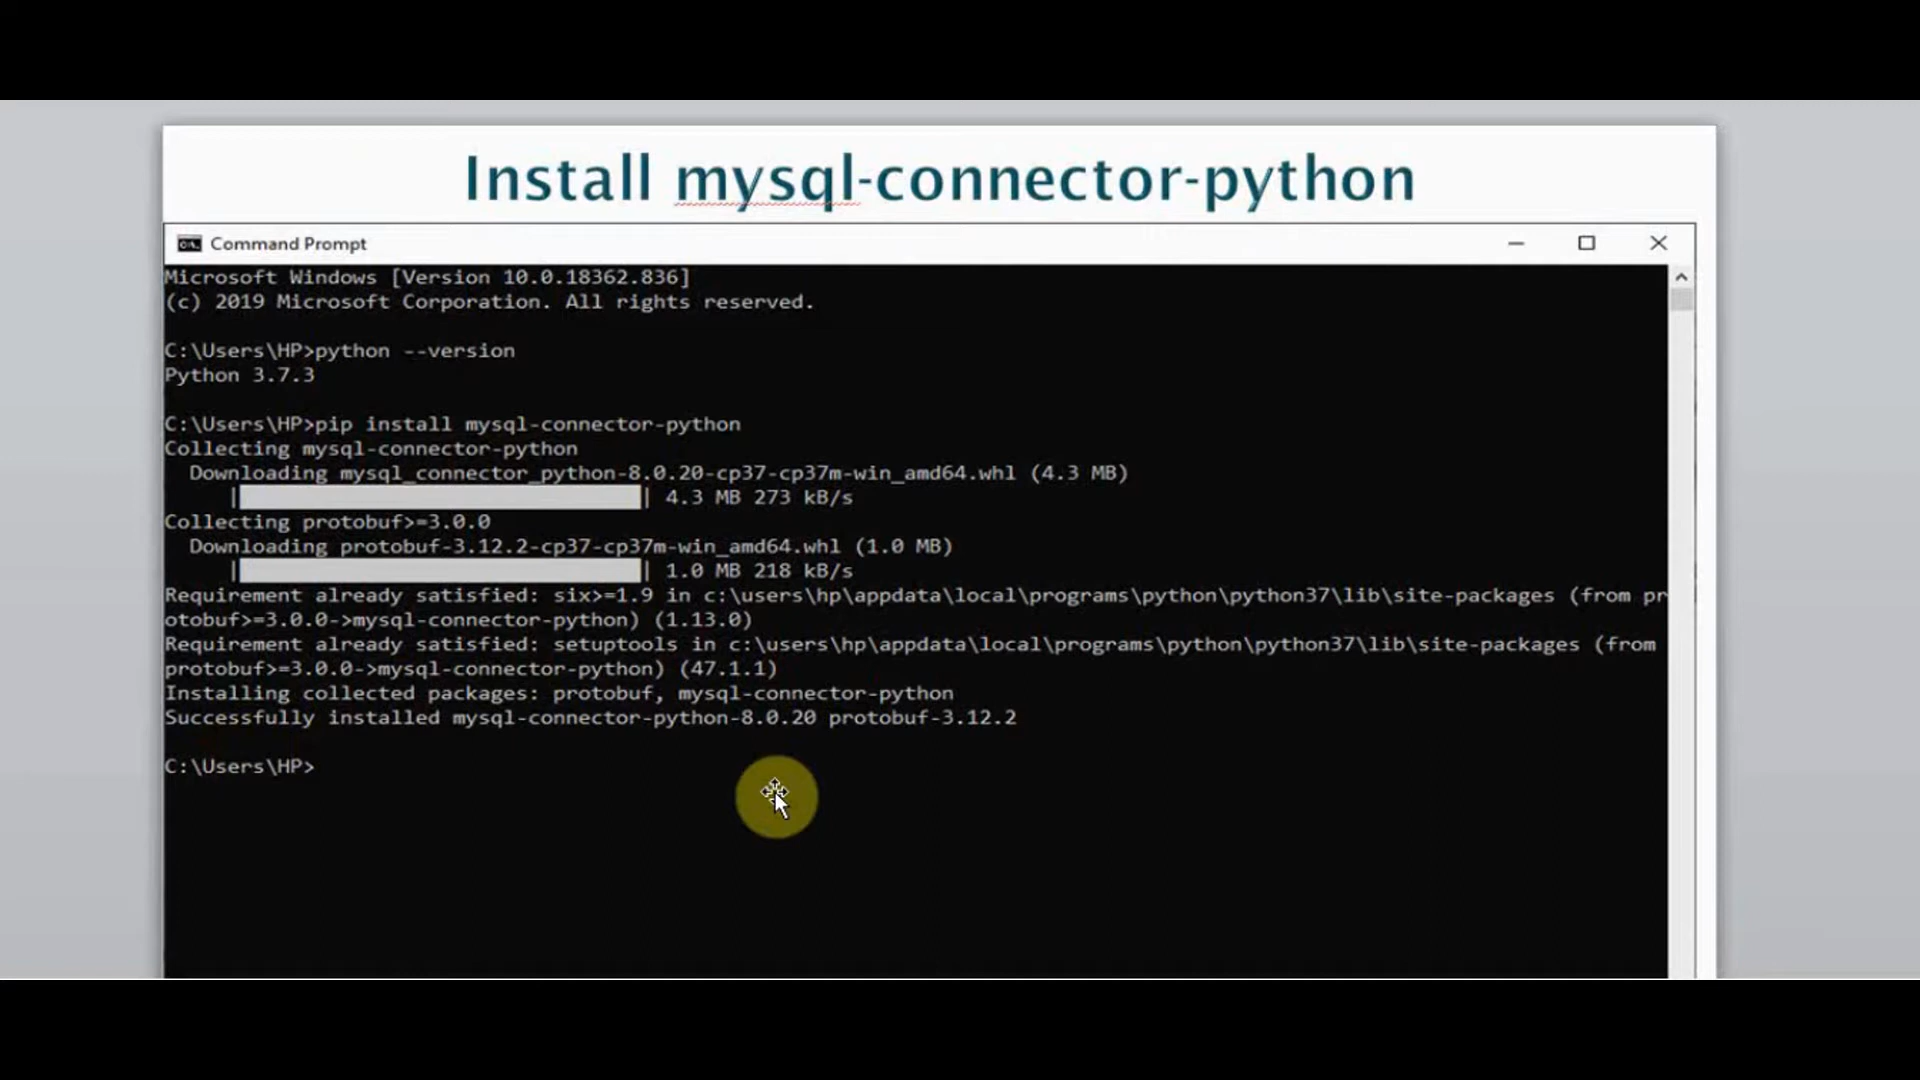 Install mysql-connector-python
Command Prompt
Microsoft Windows [Version 10.0.18362.836]
(c) 2019 Microsoft Corporation. All rights reserved.
C:\Users\HP>python --version
Python 3.7.3
C:\Users\HP>pip install mysql-connector-python
Collecting mysql-connector-python
  Downloading mysql_connector_python-8.0.20-cp37-cp37m-win_amd64.whl (4.3 MB)
| | 4.3 MB 273 kB/s
Collecting protobuf>=3.0.0
  Downloading protobuf-3.12.2-cp37-cp37m-win_amd64.whl (1.0 MB)
| | 1.0 MB 218 kB/s
Requirement already satisfied: six>=1.9 in c:\users\hp\appdata\local\programs\python\python37\lib\site-packages (from pr
otobuf>=3.0.0->mysql-connector-python) (1.13.0)
Requirement already satisfied: setuptools in c:\users\hp\appdata\local\programs\python\python37\lib\site-packages (from
protobuf>=3.0.0->mysql-connector-python) (47.1.1)
Installing collected packages: protobuf, mysql-connector-python
Successfully installed mysql-connector-python-8.0.20 protobuf-3.12.2
C:\Users\HP>